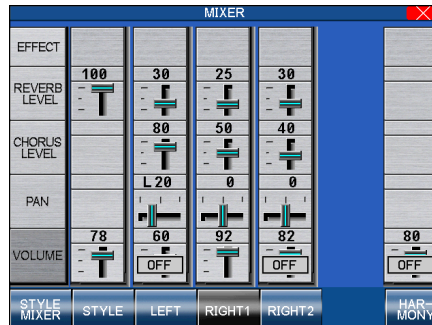 MIXER
EFFECT
100 30 25 30
REVERB
LEVEL
80 50 40
CHORUS
LEVEL
L20 0 0
PAN
78 60 92 82 80
VOLUME
OFF OFF OFF
STYLE
MIXER
STYLE LEFT RIGHT1 RIGHT2
HAR-
MONY